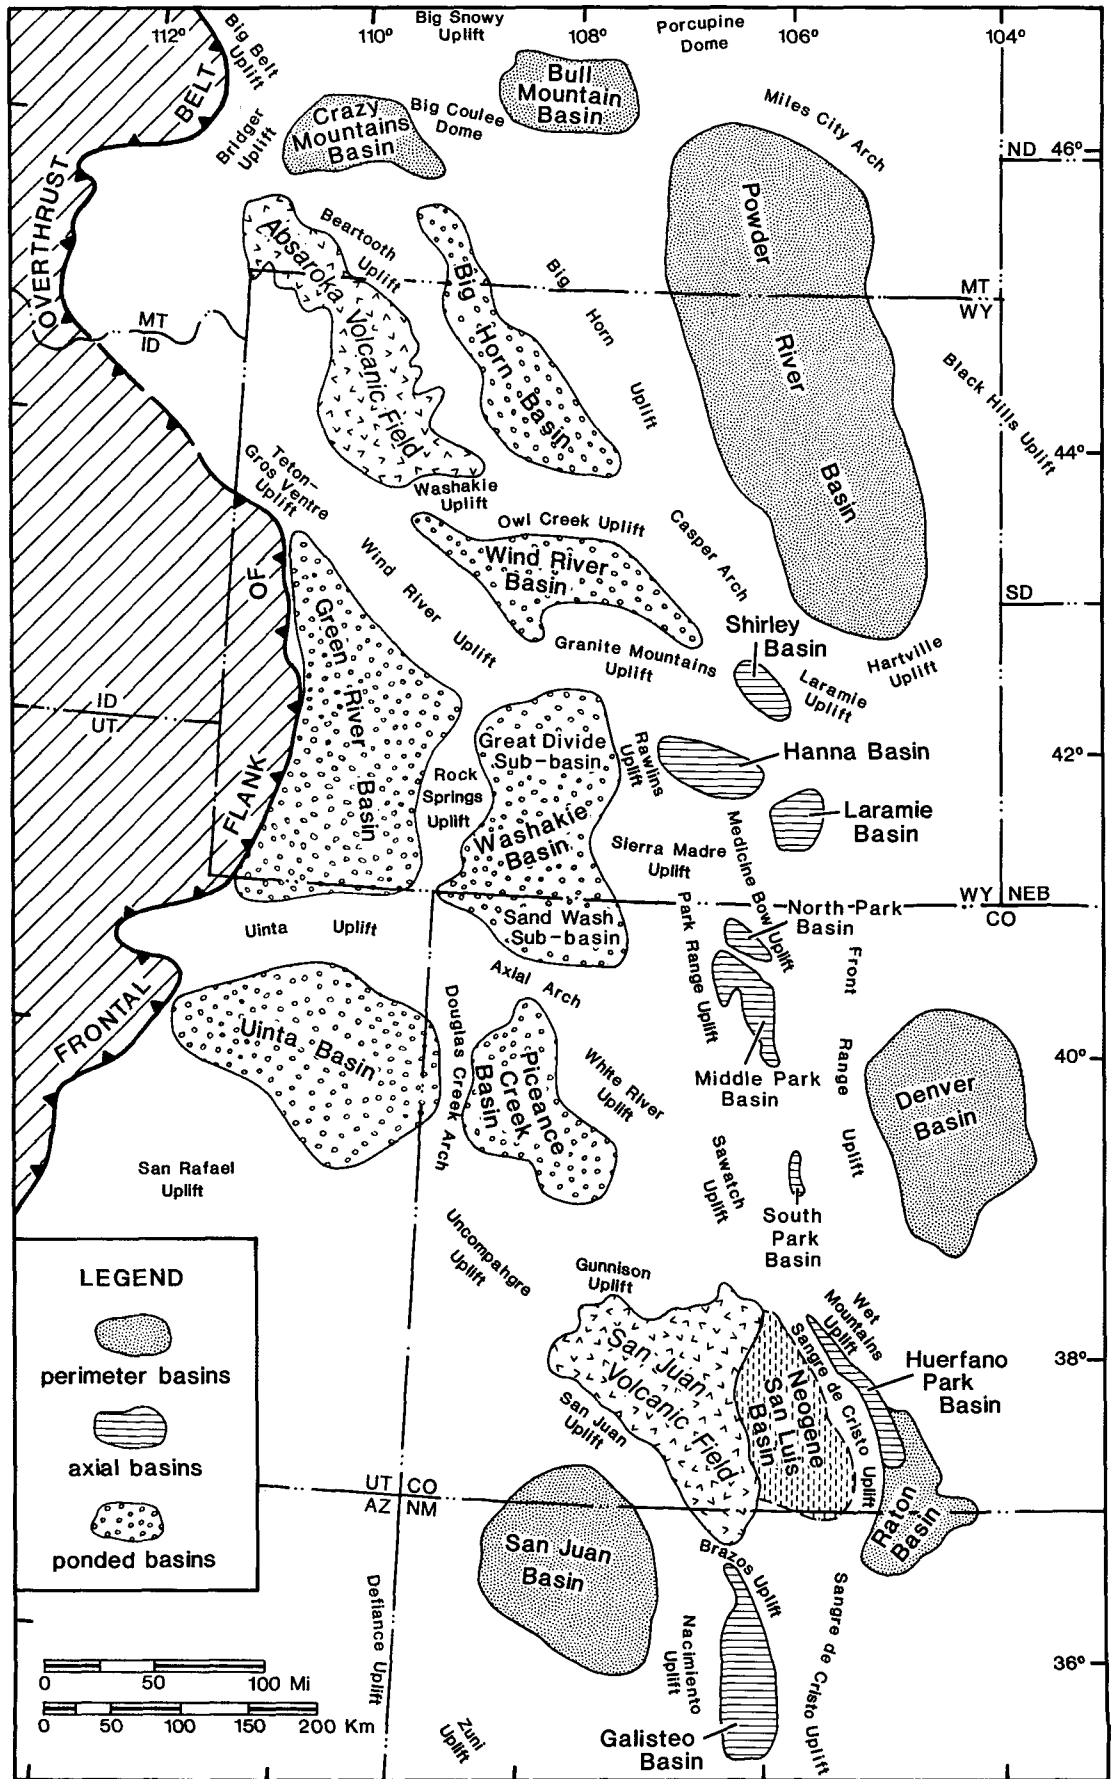 112°
110°
Big Snowy
Uplift
108°
Porcupine
Dome
106°
104°
Big Belt
Uplift
BELT
Bridger
Uplift
Crazy
Mountains
Basin
Big Coulee
Dome
Bull
Mountain
Basin
Miles City Arch
ND
46°
OVERTHRUST
Absaroka
Volcanic Field
Beartooth
Uplift
Big
Horn
Basin
Big
Horn
Uplift
Powder
River
Basin
MT
WY
MT
ID
Black Hills Uplift
44°
Teton-
Gros Ventre
Uplift
Washakie
Uplift
Owl Creek Uplift
Wind River
Basin
Casper Arch
Wind
River
Uplift
OF
Green
River
Basin
SD
Shirley
Basin
Granite Mountains
Uplift
Hartville
Uplift
Laramie
Uplift
ID
UT
Great Divide
Sub-basin
Rawlins
Uplift
Hanna Basin
42°
Rock
Springs
Uplift
Washakie
Basin
Laramie
Basin
FLANK
Sierra Madre
Uplift
Medicine Bow
Uplift
WY
NEB
CO
Sand Wash
Sub-basin
Park Range Uplift
North Park
Basin
Uinta
Uplift
Axial Arch
Front
Range
Uplift
FRONTAL
Uinta Basin
Douglas Creek Arch
Piceance
Creek
Basin
White River
Uplift
Middle Park
Basin
40°
Denver
Basin
San Rafael
Uplift
Sawatch
Uplift
South
Park
Basin
Uncompahgre
Uplift
Gunnison
Uplift
LEGEND
perimeter basins
axial basins
ponded basins
San Juan
Volcanic Field
San Juan
Uplift
Neogene
San Luis
Basin
Sangre de Cristo Uplift
Wet
Mountains
Uplift
Huerfano
Park
Basin
38°
UT
CO
AZ
NM
San Juan
Basin
Raton
Basin
Brazos Uplift
Defiance Uplift
Nacimiento
Uplift
Sangre de Cristo Uplift
36°
0
50
100 Mi
0
50
100
150
200 Km
Zuni
Uplift
Galisteo
Basin